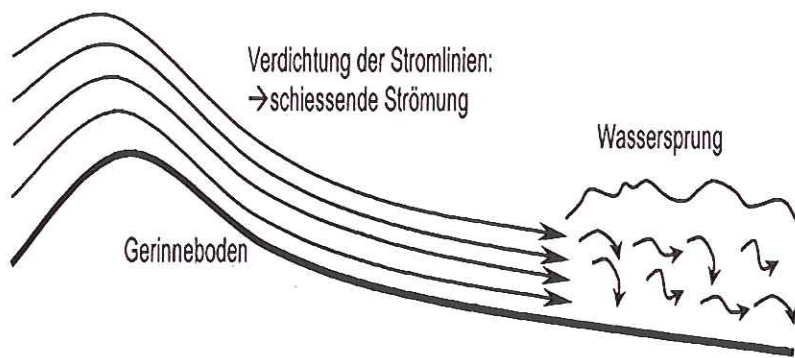 Verdichtung der Stromlinien:
→schiessende Strömung
Wassersprung
Gerinneboden